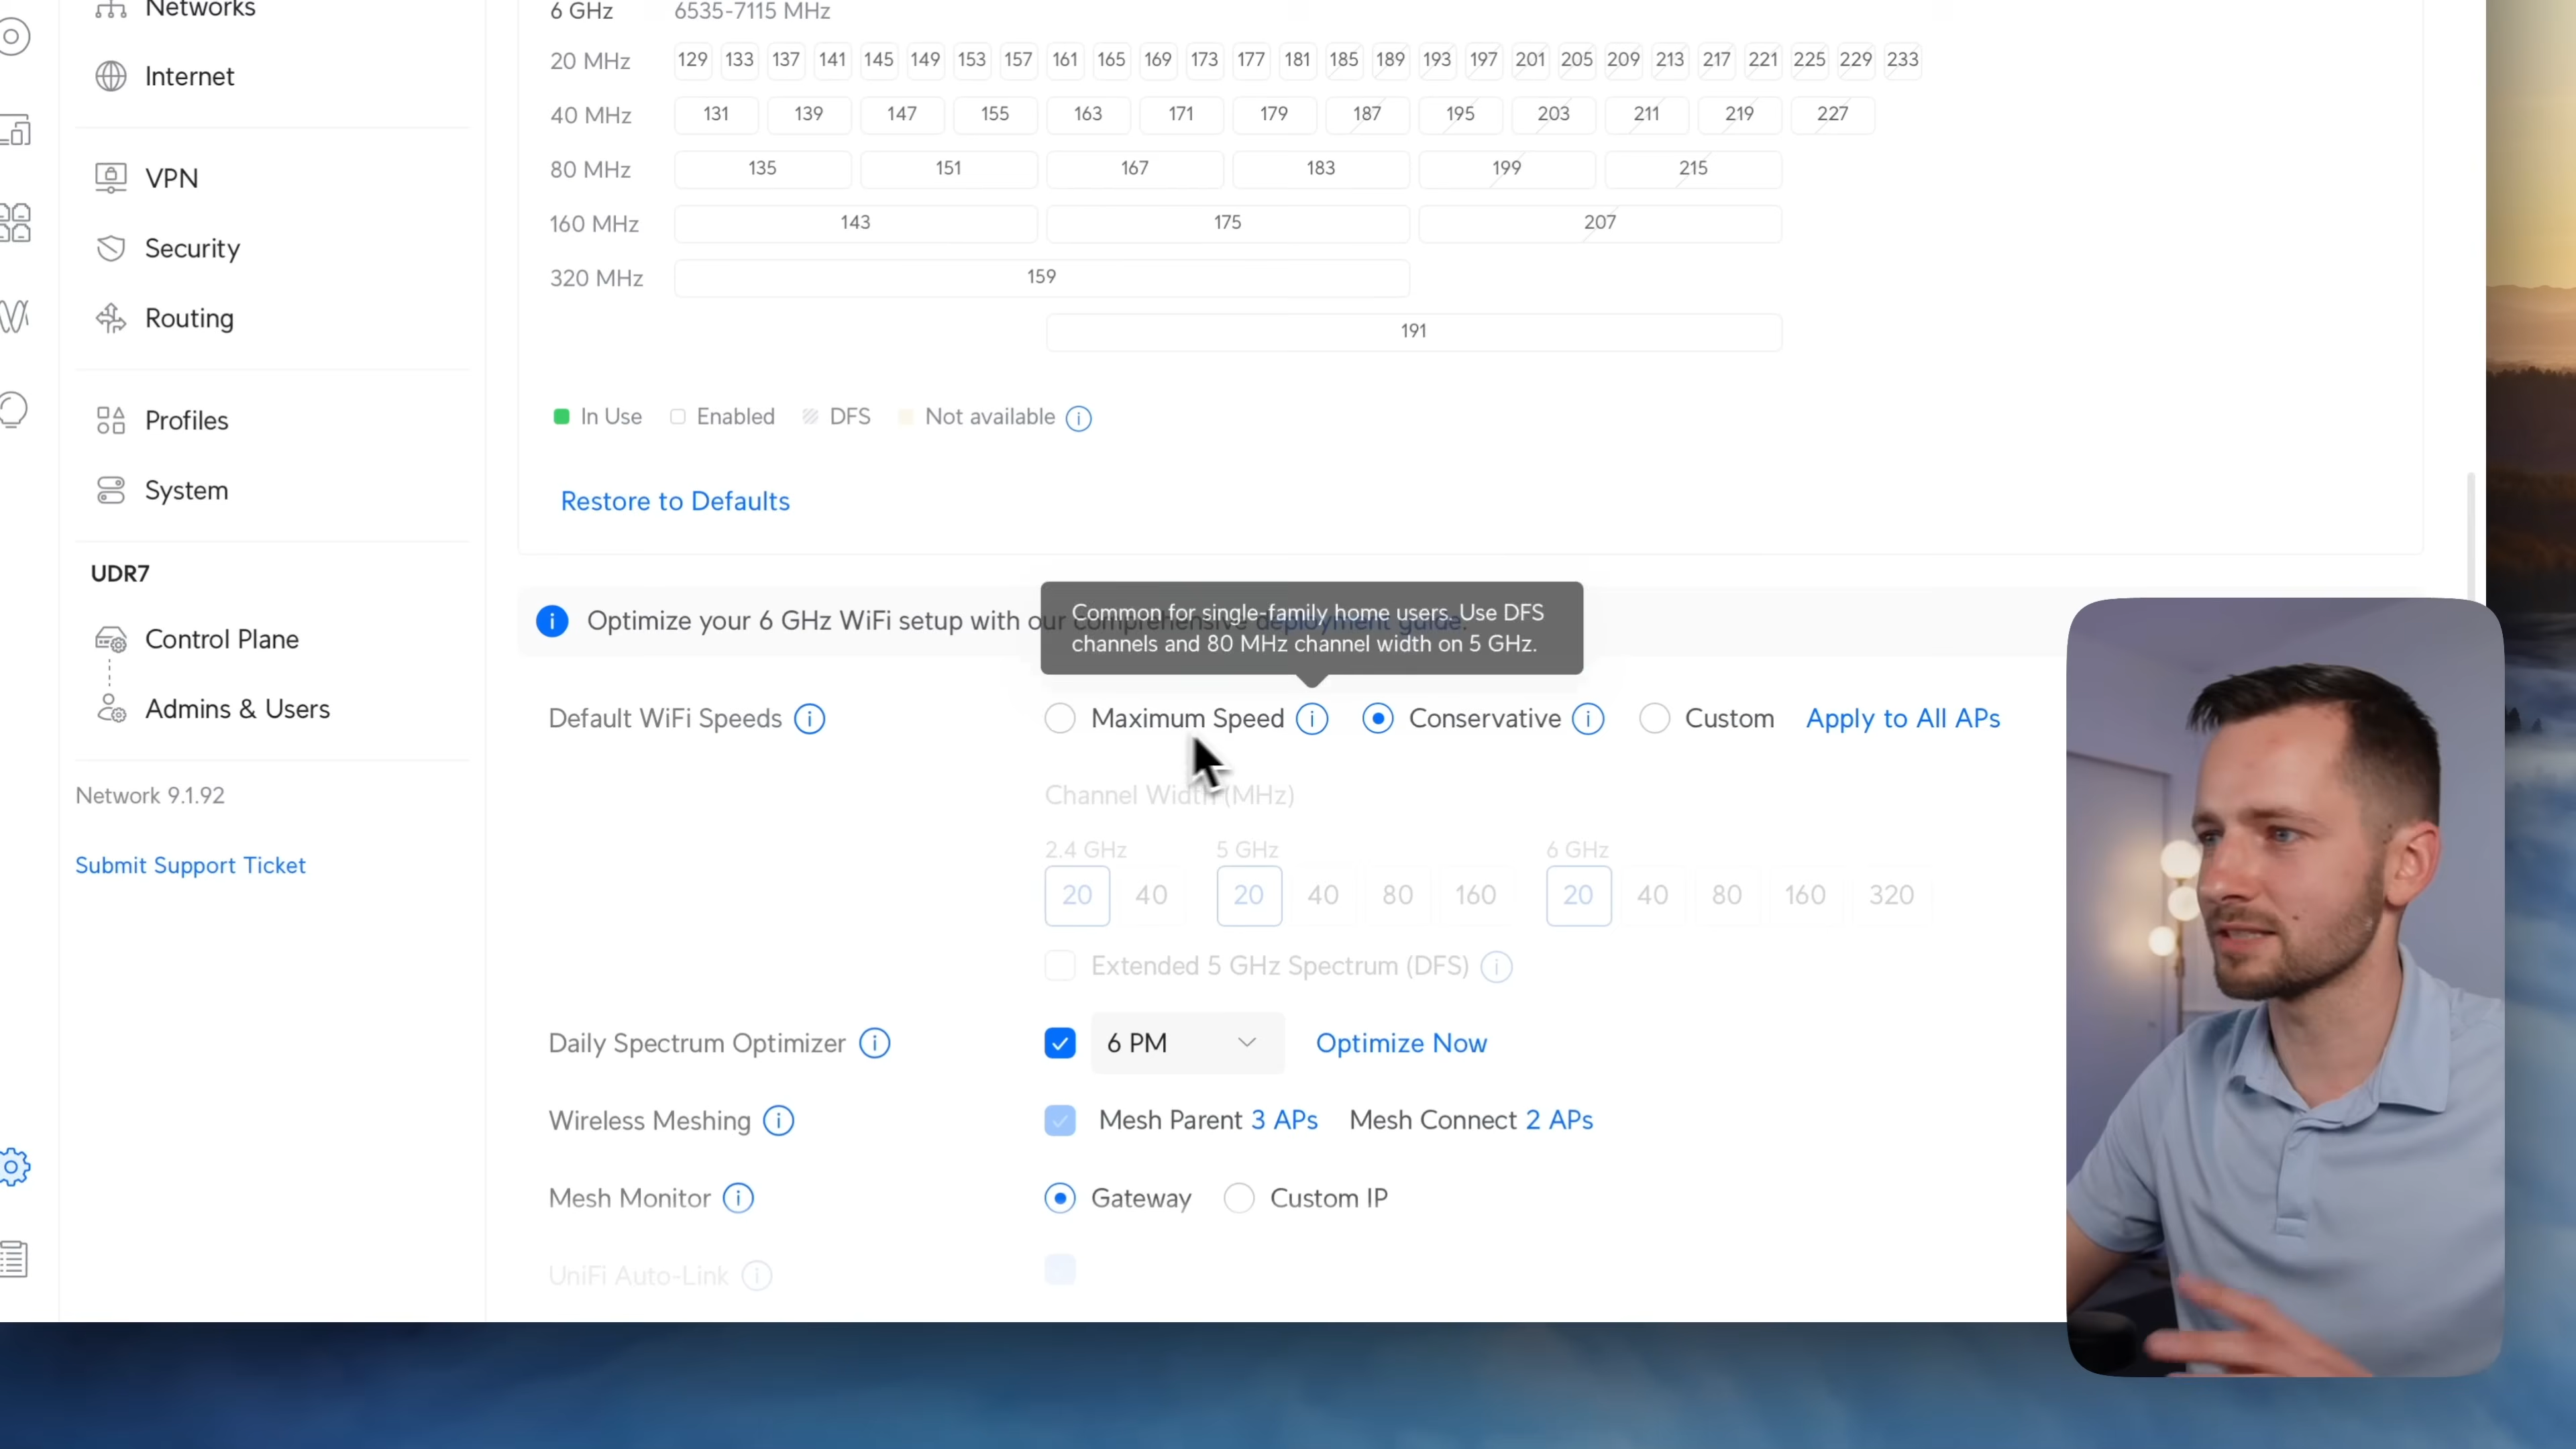 Networks
Internet
VPN
Security
Routing
Profiles
System
UDR7
Control Plane
Admins & Users
Network 9.1.92
Submit Support Ticket
6 GHz 6535-7115 MHz
20 MHz 129 133 137 141 145 149 153 157 161 165 169 173 177 181 185 189 193 197 201 205 209 213 217 221 225 229 233
40 MHz 131 139 147 155 163 171 179 187 195 203 211 219 227
80 MHz 135 151 167 183 199 215
160 MHz 143 175 207
320 MHz 159
191
In Use Enabled DFS Not available
Restore to Defaults
Optimize your 6 GHz WiFi setup with our comprehensive deployment guide.
Common for single-family home users. Use DFS
channels and 80 MHz channel width on 5 GHz.
Default WiFi Speeds Maximum Speed Conservative Custom Apply to All APs
Channel Width (MHz)
2.4 GHz 5 GHz 6 GHz
20 40 20 40 80 160 20 40 80 160 320
Extended 5 GHz Spectrum (DFS)
Daily Spectrum Optimizer 6 PM Optimize Now
Wireless Meshing Mesh Parent 3 APs Mesh Connect 2 APs
Mesh Monitor Gateway Custom IP
UniFi Auto-Link